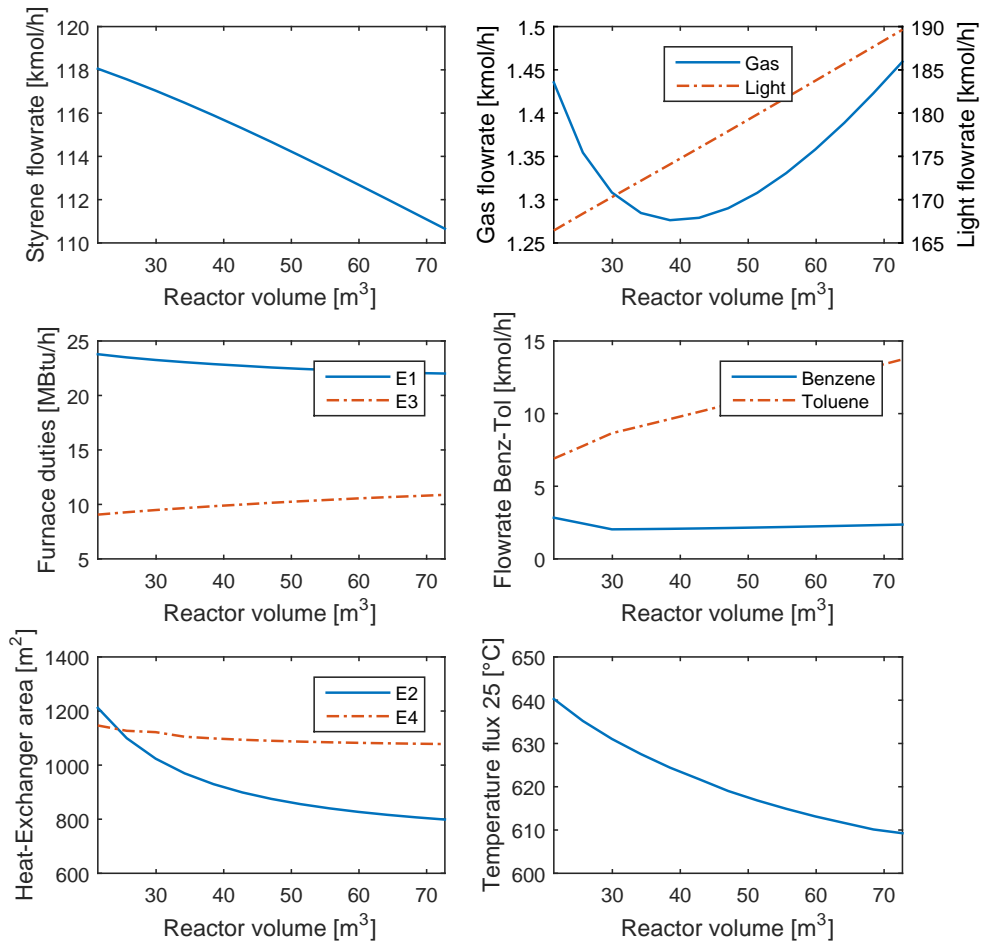 Styrene flowrate [kmol/h]
120
118
116
114
112
110
30 40 50 60 70
Reactor volume [m³]
Gas flowrate [kmol/h]
1.5
1.45
1.4
1.35
1.3
1.25
Gas
Light
190
185
180
175
170
165
Light flowrate [kmol/h]
30 40 50 60 70
Reactor volume [m³]
Furnace duties [MBtu/h]
25
20
15
10
5
E1
E3
30 40 50 60 70
Reactor volume [m³]
Flowrate Benz-Tol [kmol/h]
15
10
5
0
Benzene
Toluene
30 40 50 60 70
Reactor volume [m³]
Heat-Exchanger area [m²]
1400
1200
1000
800
600
E2
E4
30 40 50 60 70
Reactor volume [m³]
Temperature flux 25 [°C]
650
640
630
620
610
600
30 40 50 60 70
Reactor volume [m³]